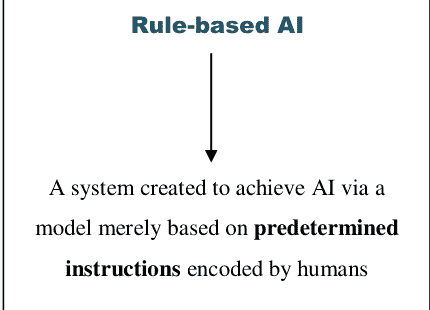 Rule-based AI
A system created to achieve AI via a
model merely based on predetermined
instructions encoded by humans